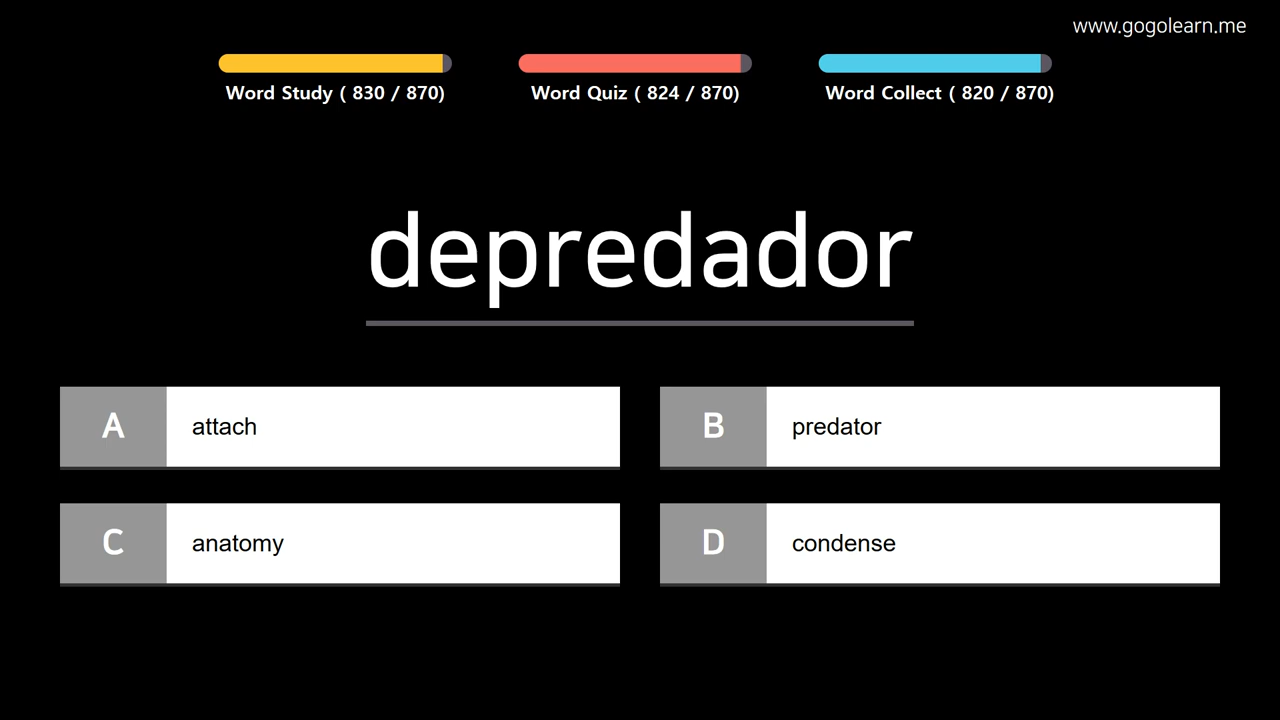 www.gogolearn.me
Word Study ( 830 / 870)
Word Quiz ( 824 / 870)
Word Collect ( 820 / 870)
depredador
A attach
B predator
C anatomy
D condense